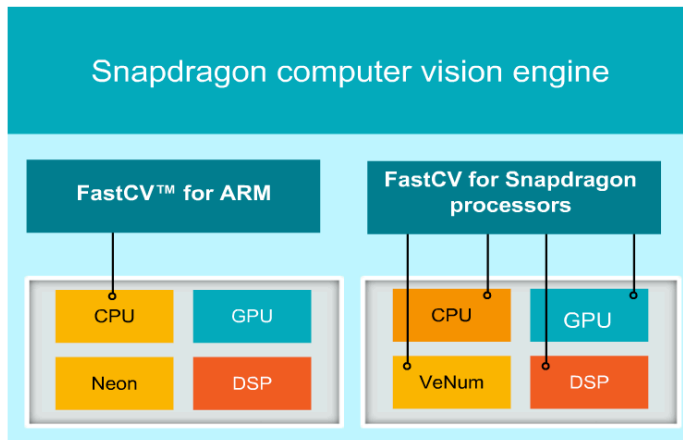 Snapdragon computer vision engine
FastCV™ for ARM
FastCV for Snapdragon
processors
CPU
GPU
Neon
DSP
CPU
GPU
VeNum
DSP